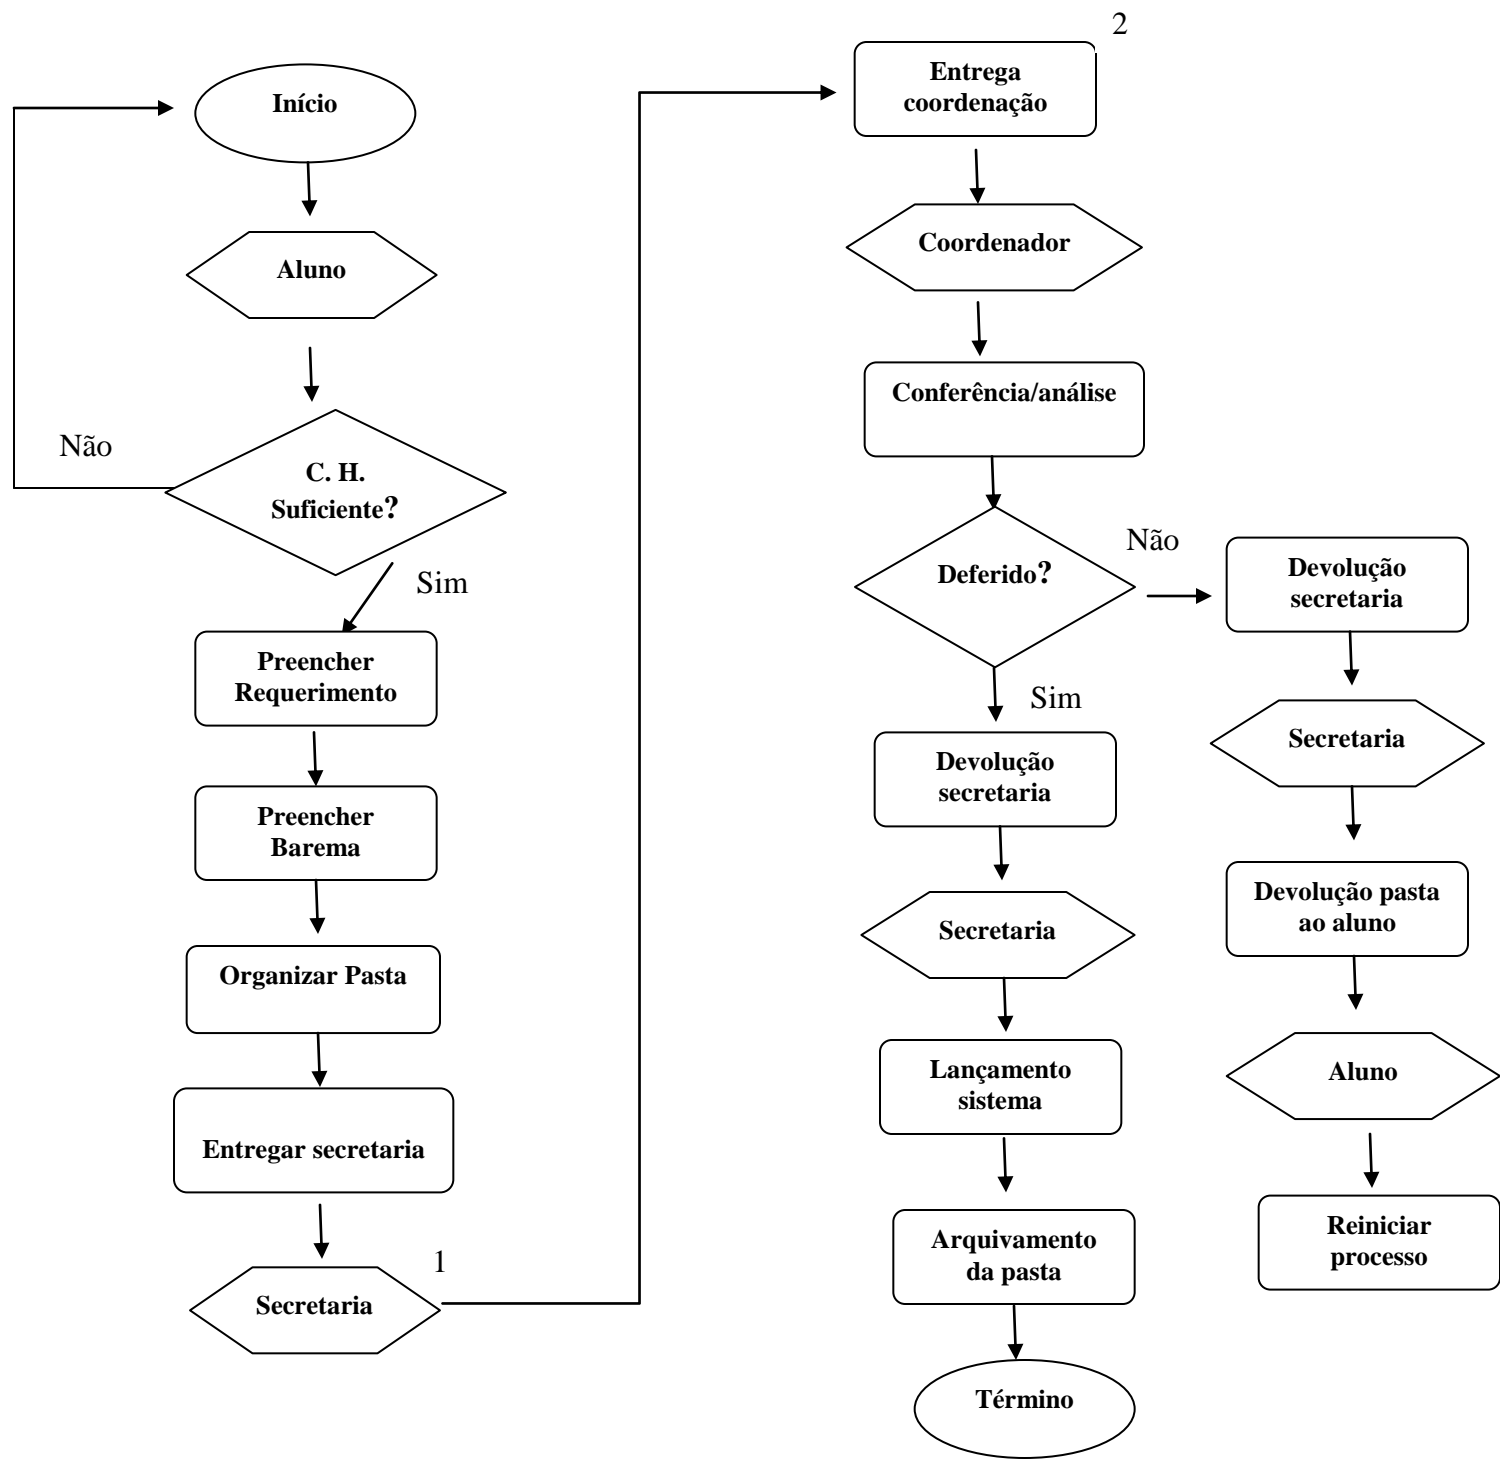 Início
Aluno
Não
C. H.
Suficiente?
Sim
Preencher
Requerimento
Preencher
Barema
Organizar Pasta
Entregar secretaria
1
Secretaria
2
Entrega
coordenação
Coordenador
Conferência/análise
Deferido?
Não
Sim
Devolução
secretaria
Secretaria
Lançamento
sistema
Arquivamento
da pasta
Término
Devolução
secretaria
Secretaria
Devolução pasta
ao aluno
Aluno
Reiniciar
processo